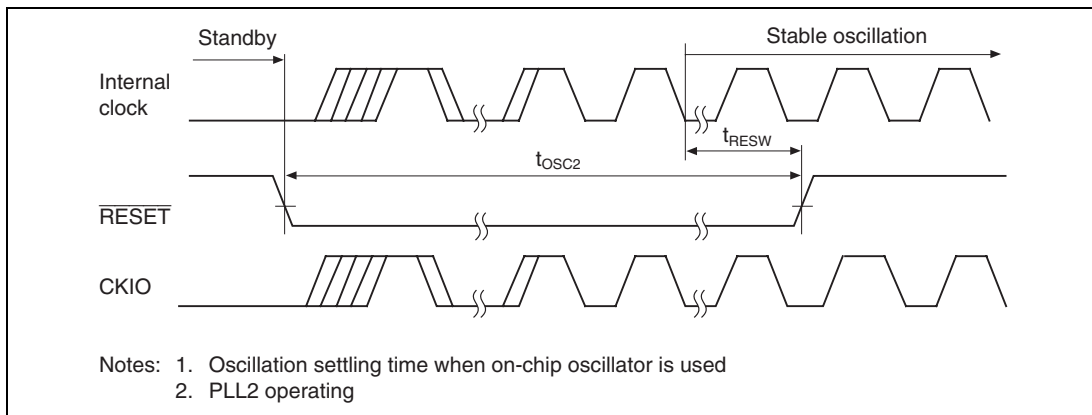 Standby
Stable oscillation
Internal
clock
tRESW
tOSC2
RESET
CKIO
Notes: 1. Oscillation settling time when on-chip oscillator is used
2. PLL2 operating